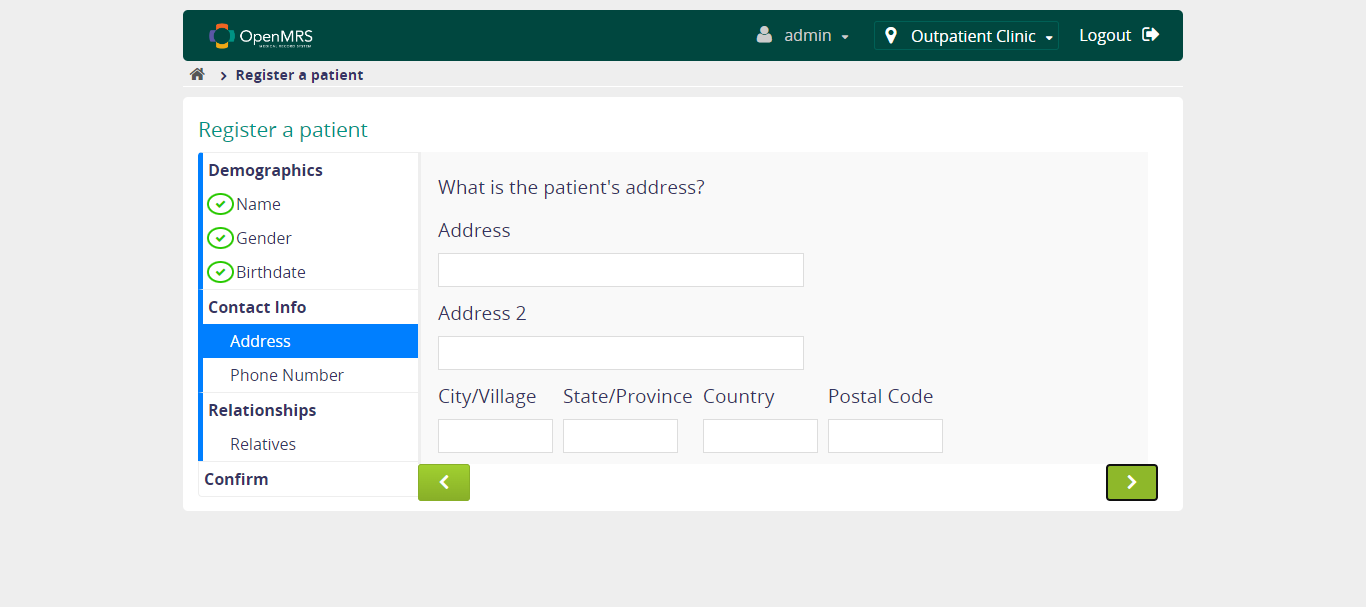 OpenMRS
MEDICAL RECORD SYSTEM
admin
Outpatient Clinic
Logout
Register a patient
Register a patient
Demographics
Name
Gender
Birthdate
Contact Info
Address
Phone Number
Relationships
Relatives
Confirm
What is the patient's address?
Address
Address 2
City/Village State/Province Country Postal Code